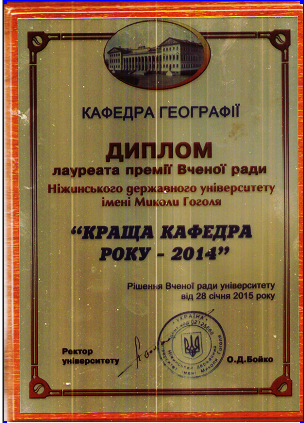 КАФЕДРА ГЕОГРАФІЇ
ДИПЛОМ
лауреата премії Вченої ради
Ніжинського державного університету
імені Миколи Гоголя
“КРАЩА КАФЕДРА
РОКУ - 2014”
Рішення Вченої ради університету
від 28 січня 2015 року
Ректор
університету
О.Д.Бойко
УКРАЇНА